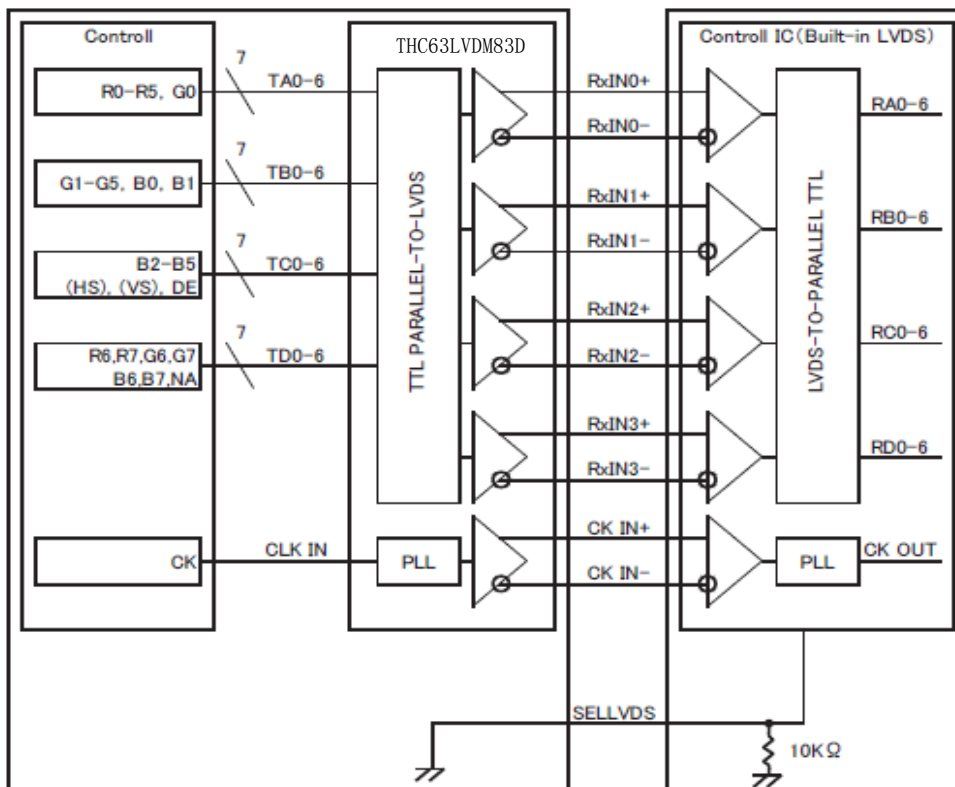 Controll
THC63LVDM83D
Controll IC(Built-in LVDS)
R0-R5, G0
7
TA0-6
RxIN0+
RxIN0-
RA0-6
G1-G5, B0, B1
7
TB0-6
RxIN1+
RxIN1-
RB0-6
B2-B5
(HS), (VS), DE
7
TC0-6
RxIN2+
RxIN2-
RC0-6
R6,R7,G6,G7
B6,B7,NA
7
TD0-6
RxIN3+
RxIN3-
RD0-6
TTL PARALLEL-TO-LVDS
LVDS-TO-PARALLEL TTL
CK
CLK IN
PLL
CK IN+
CK IN-
PLL
CK OUT
SELLVDS
10KΩ